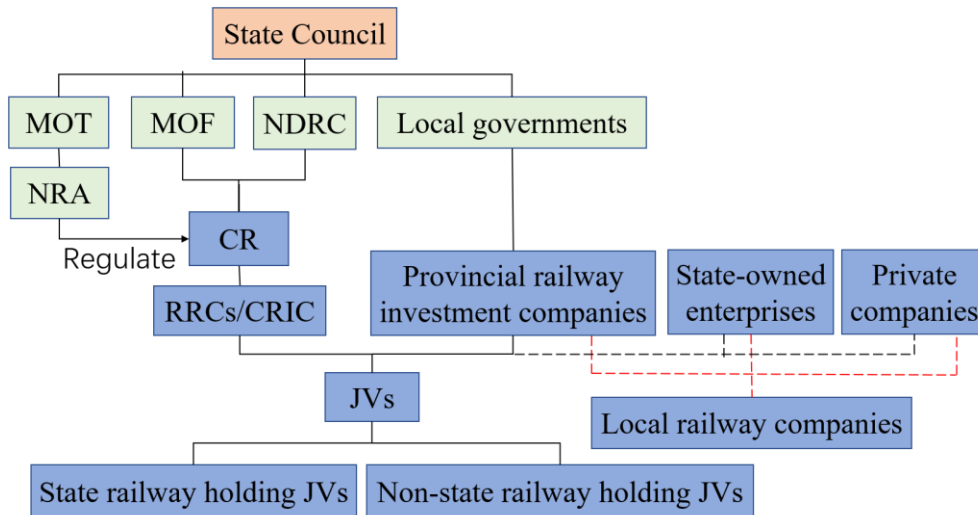 State Council
MOT
MOF
NDRC
Local governments
NRA
CR
Regulate
RRCs/CRIC
Provincial railway
investment companies
State-owned
enterprises
Private
companies
JVs
Local railway companies
State railway holding JVs
Non-state railway holding JVs